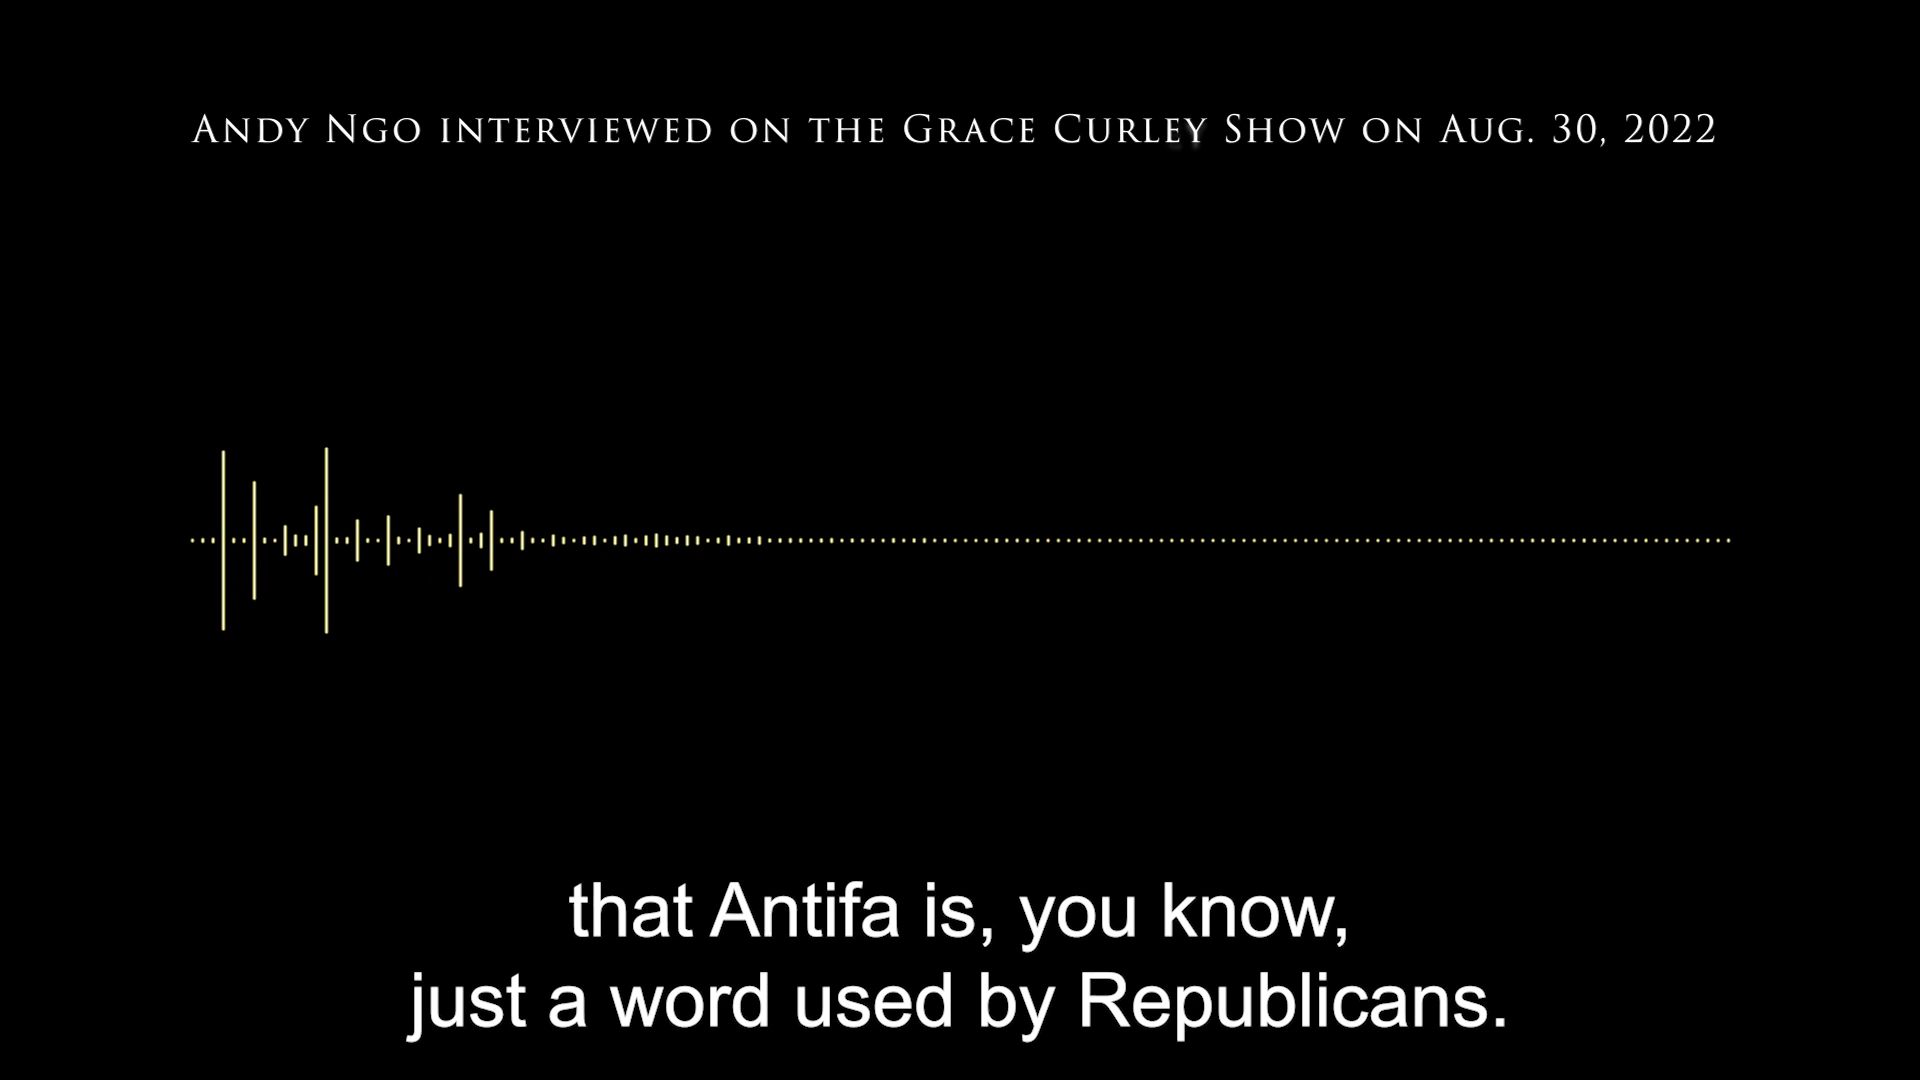 Andy Ngo interviewed on the Grace Curley Show on Aug. 30, 2022
that Antifa is, you know,
just a word used by Republicans.